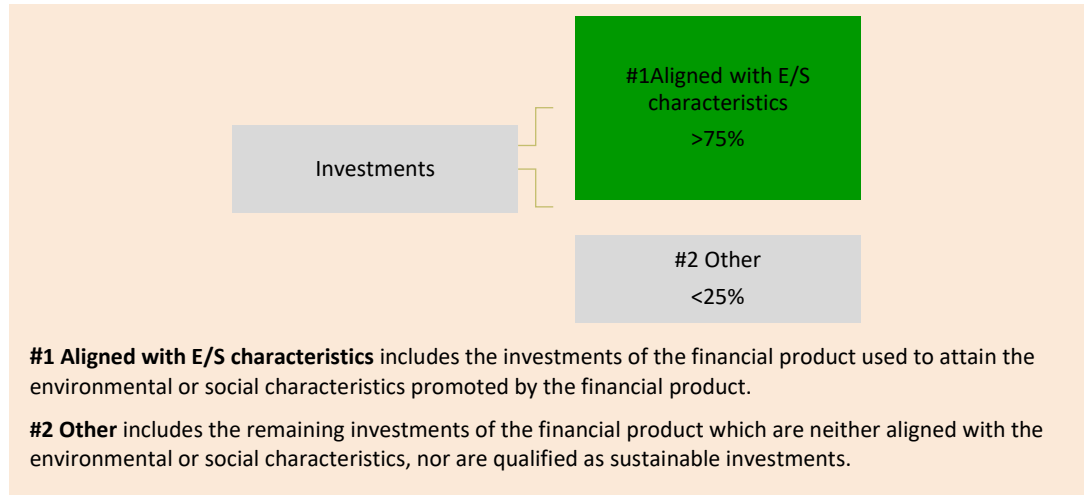 #1Aligned with E/S
characteristics
>75%
Investments
#2 Other
<25%
#1 Aligned with E/S characteristics includes the investments of the financial product used to attain the
environmental or social characteristics promoted by the financial product.
#2 Other includes the remaining investments of the financial product which are neither aligned with the
environmental or social characteristics, nor are qualified as sustainable investments.